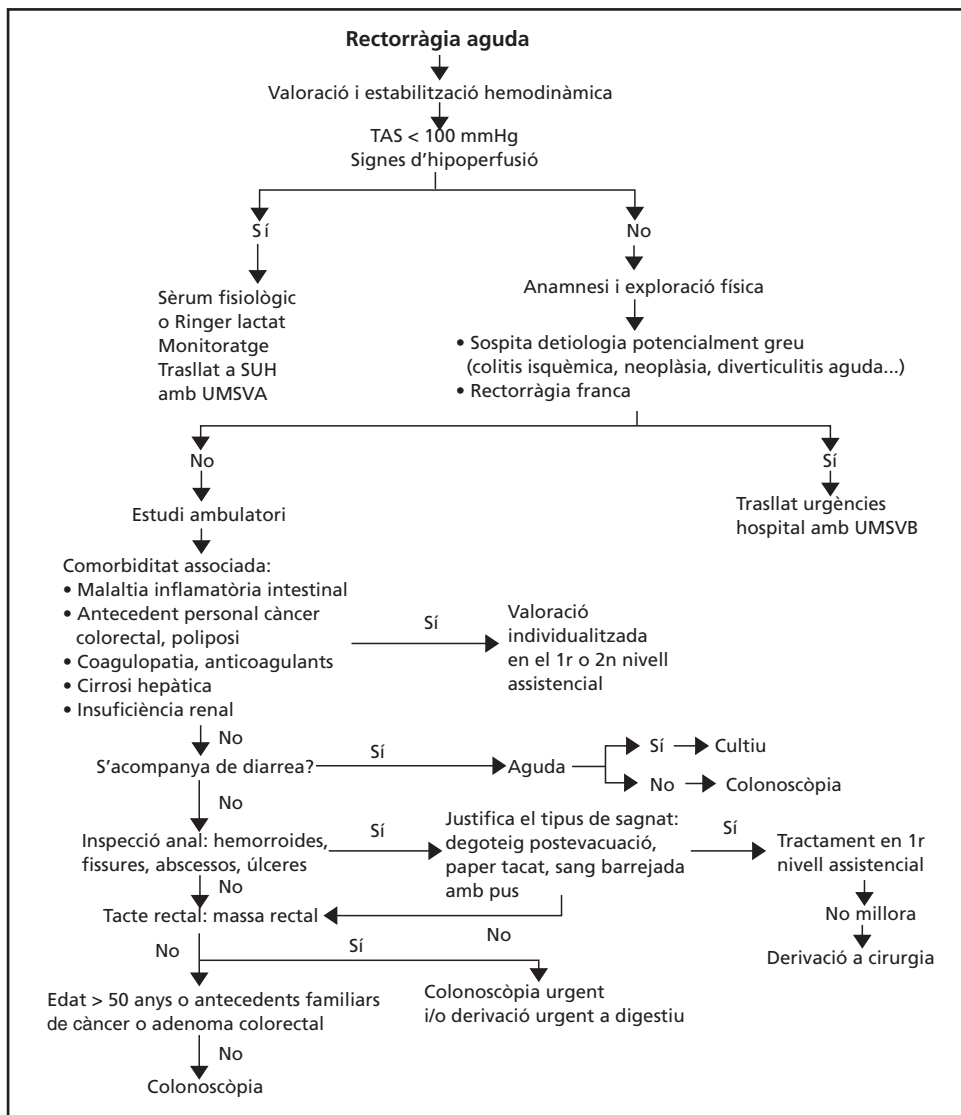 Rectorràgia aguda
Valoració i estabilització hemodinàmica
TAS < 100 mmHg
Signes d'hipoperfusió
Sí
No
Sèrum fisiològic
o Ringer lactat
Monitoratge
Trasllat a SUH
amb UMSVA
Anamnesi i exploració física
• Sospita detiologia potencialment greu
(colitis isquèmica, neoplàsia, diverticulitis aguda...)
• Rectorràgia franca
No
Sí
Estudi ambulatori
Trasllat urgències
hospital amb UMSVB
Comorbiditat associada:
• Malaltia inflamatòria intestinal
• Antecedent personal càncer
colorectal, poliposi
• Coagulopatia, anticoagulants
• Cirrosi hepàtica
• Insuficiència renal
Sí
Valoració
individualitzada
en el 1r o 2n nivell
assistencial
No
S'acompanya de diarrea?
Sí
Aguda
Sí
Cultiu
No
Colonoscòpia
No
Inspecció anal: hemorroides,
fissures, abscessos, úlceres
Sí
Justifica el tipus de sagnat:
degoteig postevacuació,
paper tacat, sang barrejada
amb pus
Sí
Tractament en 1r
nivell assistencial
No millora
Derivació a cirurgia
No
Tacte rectal: massa rectal
No
No
Sí
Colonoscòpia urgent
i/o derivació urgent a digestiu
Edat > 50 anys o antecedents familiars
de càncer o adenoma colorectal
No
Colonoscòpia